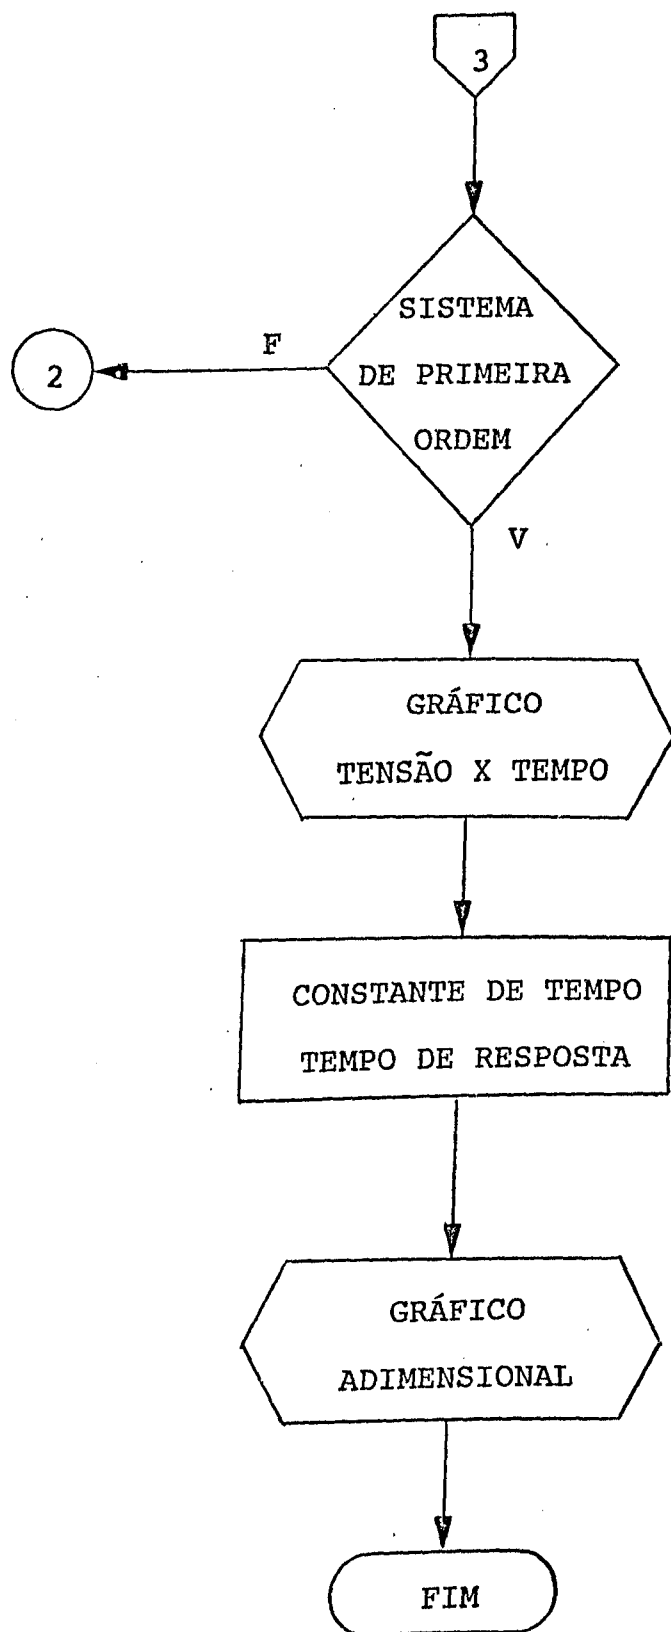 3
SISTEMA
DE PRIMEIRA
ORDEM
F
2
V
GRÁFICO
TENSÃO X TEMPO
CONSTANTE DE TEMPO
TEMPO DE RESPOSTA
GRÁFICO
ADIMENSIONAL
FIM